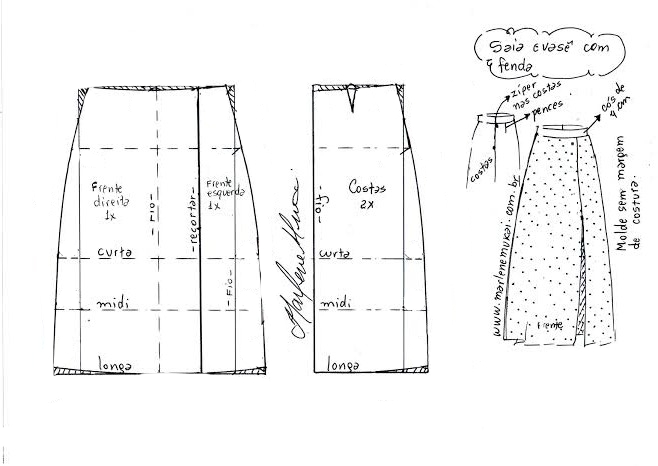 Saia evasê com
fenda
zíper
nas costas
pences
cós de
4 cm
costas
Frente
direita
1x
-Fio-
-recortar-
Frente
esquerda
1x
-Fio-
curta
midi
longa
Marlene Mukai
-Fio-
Costas
2x
curta
midi
longa
www.marlenemukai.com.br
Frente
Molde sem margem
de costura.